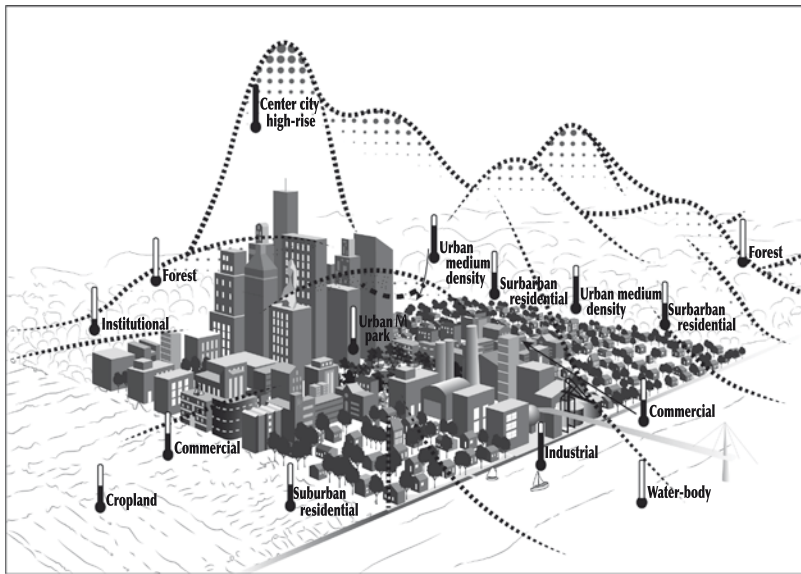 Center city
high-rise
Urban
medium
density
Forest
Forest
Surbarban
residential
Urban medium
density
Surbarban
residential
Institutional
Urban M
park
Commercial
Commercial
Industrial
Cropland
Suburban
residential
Water-body